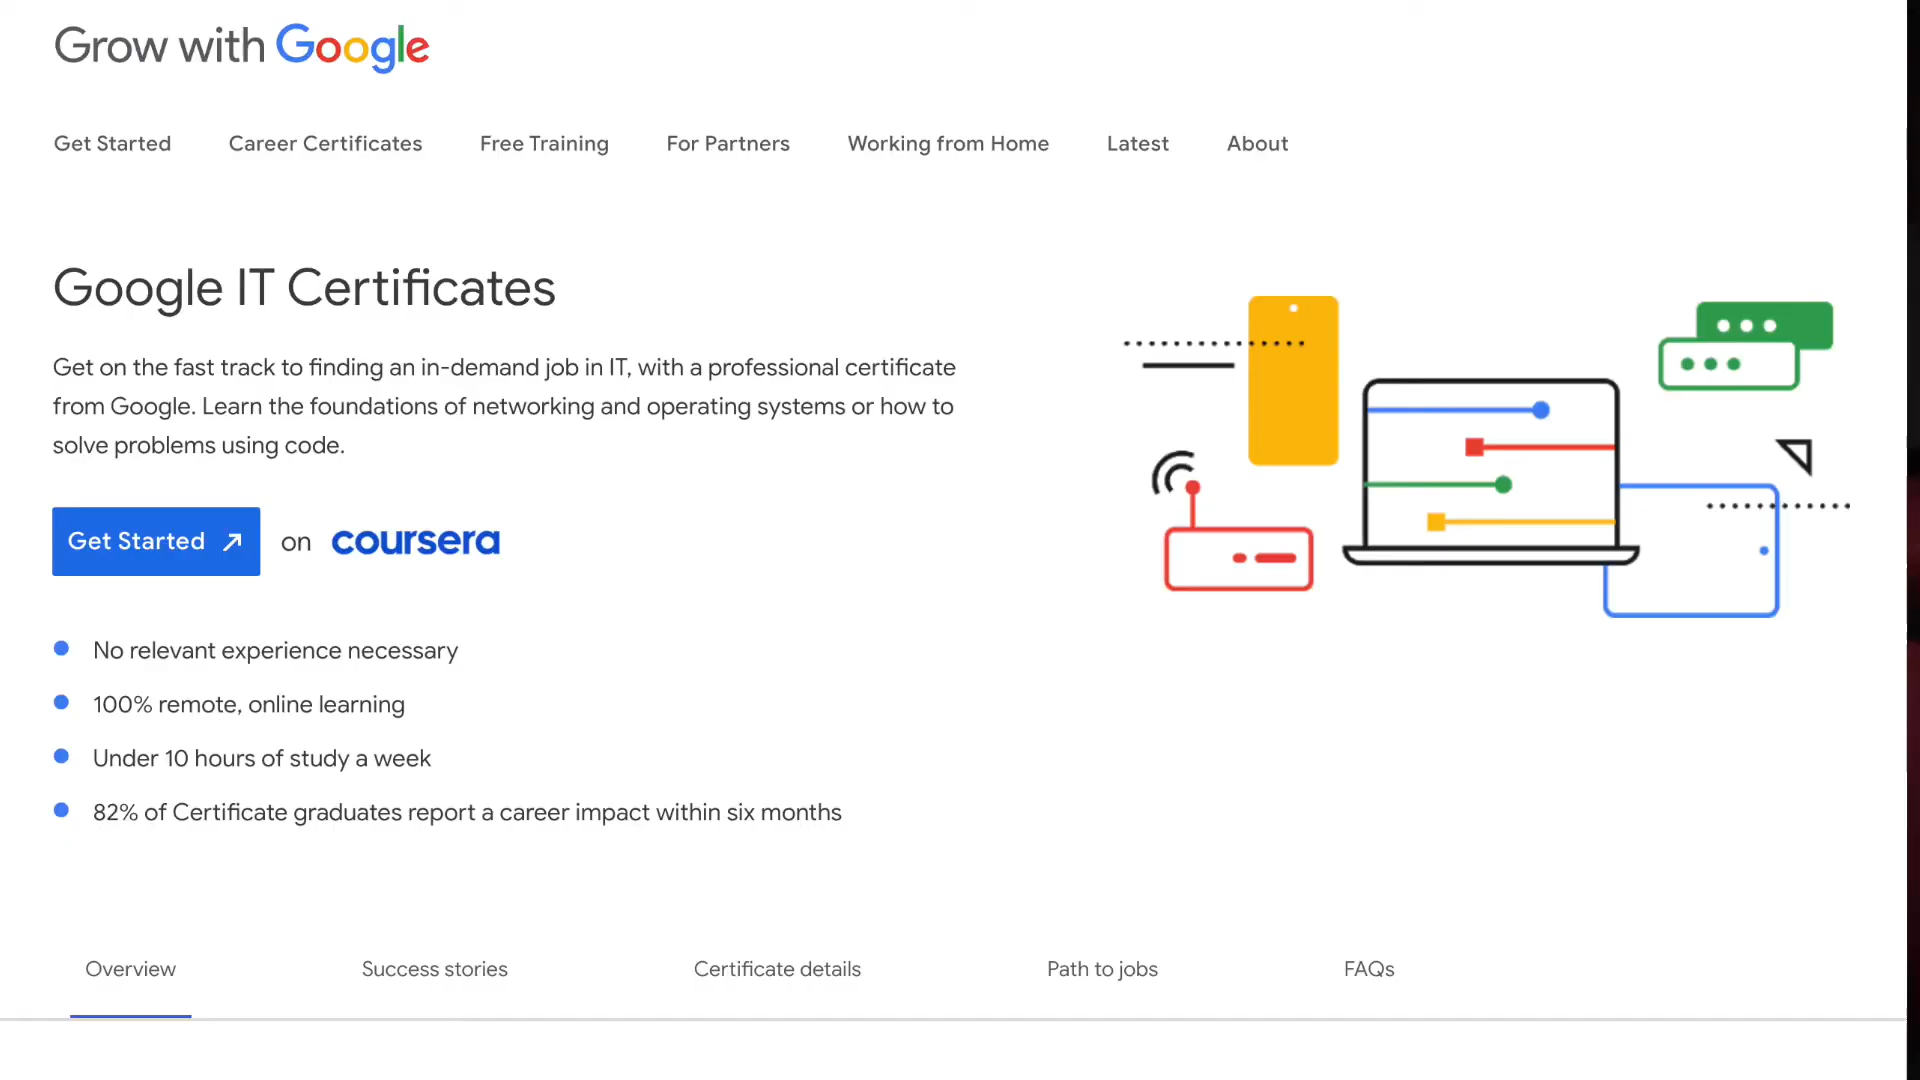 Grow with Google
Get Started Career Certificates Free Training For Partners Working from Home Latest About
Google IT Certificates
Get on the fast track to finding an in-demand job in IT, with a professional certificate
from Google. Learn the foundations of networking and operating systems or how to
solve problems using code.
Get Started on coursera
No relevant experience necessary
100% remote, online learning
Under 10 hours of study a week
82% of Certificate graduates report a career impact within six months
Overview Success stories Certificate details Path to jobs FAQs